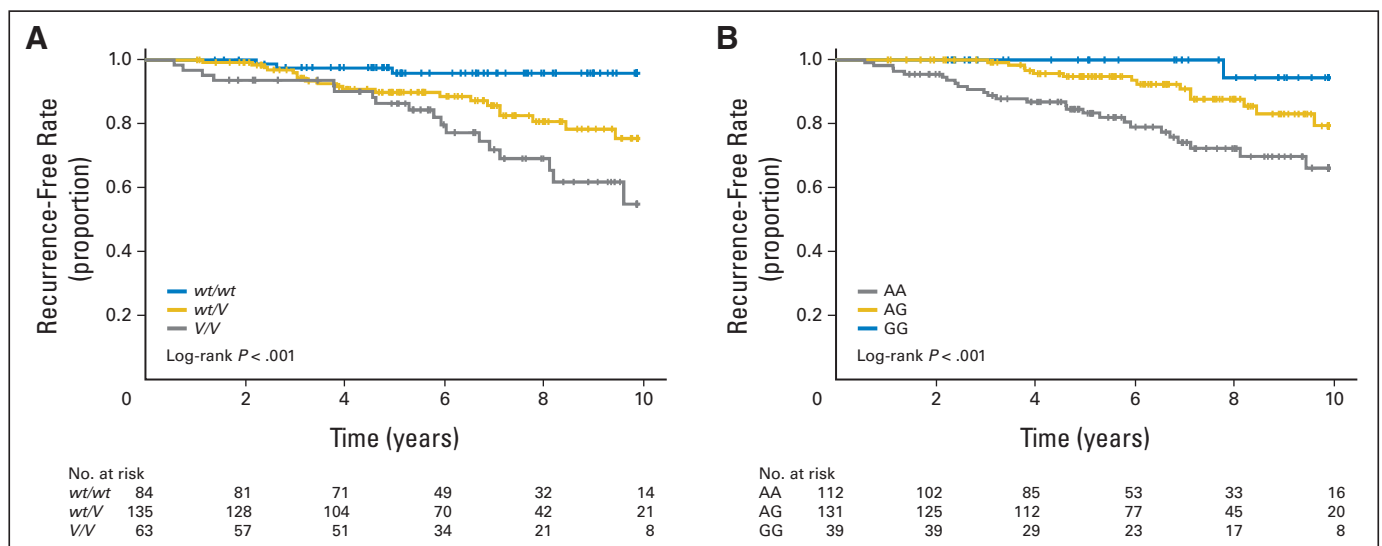 A
Recurrence-Free Rate
(proportion)
1.0
0.8
0.6
0.4
0.2
wt/wt
wt/V
V/V
Log-rank P < .001
0 2 4 6 8 10
Time (years)
No. at risk
wt/wt 84 81 71 49 32 14
wt/V 135 128 104 70 42 21
V/V 63 57 51 34 21 8
B
Recurrence-Free Rate
(proportion)
1.0
0.8
0.6
0.4
0.2
AA
AG
GG
Log-rank P < .001
0 2 4 6 8 10
Time (years)
No. at risk
AA 112 102 85 53 33 16
AG 131 125 112 77 45 20
GG 39 39 29 23 17 8